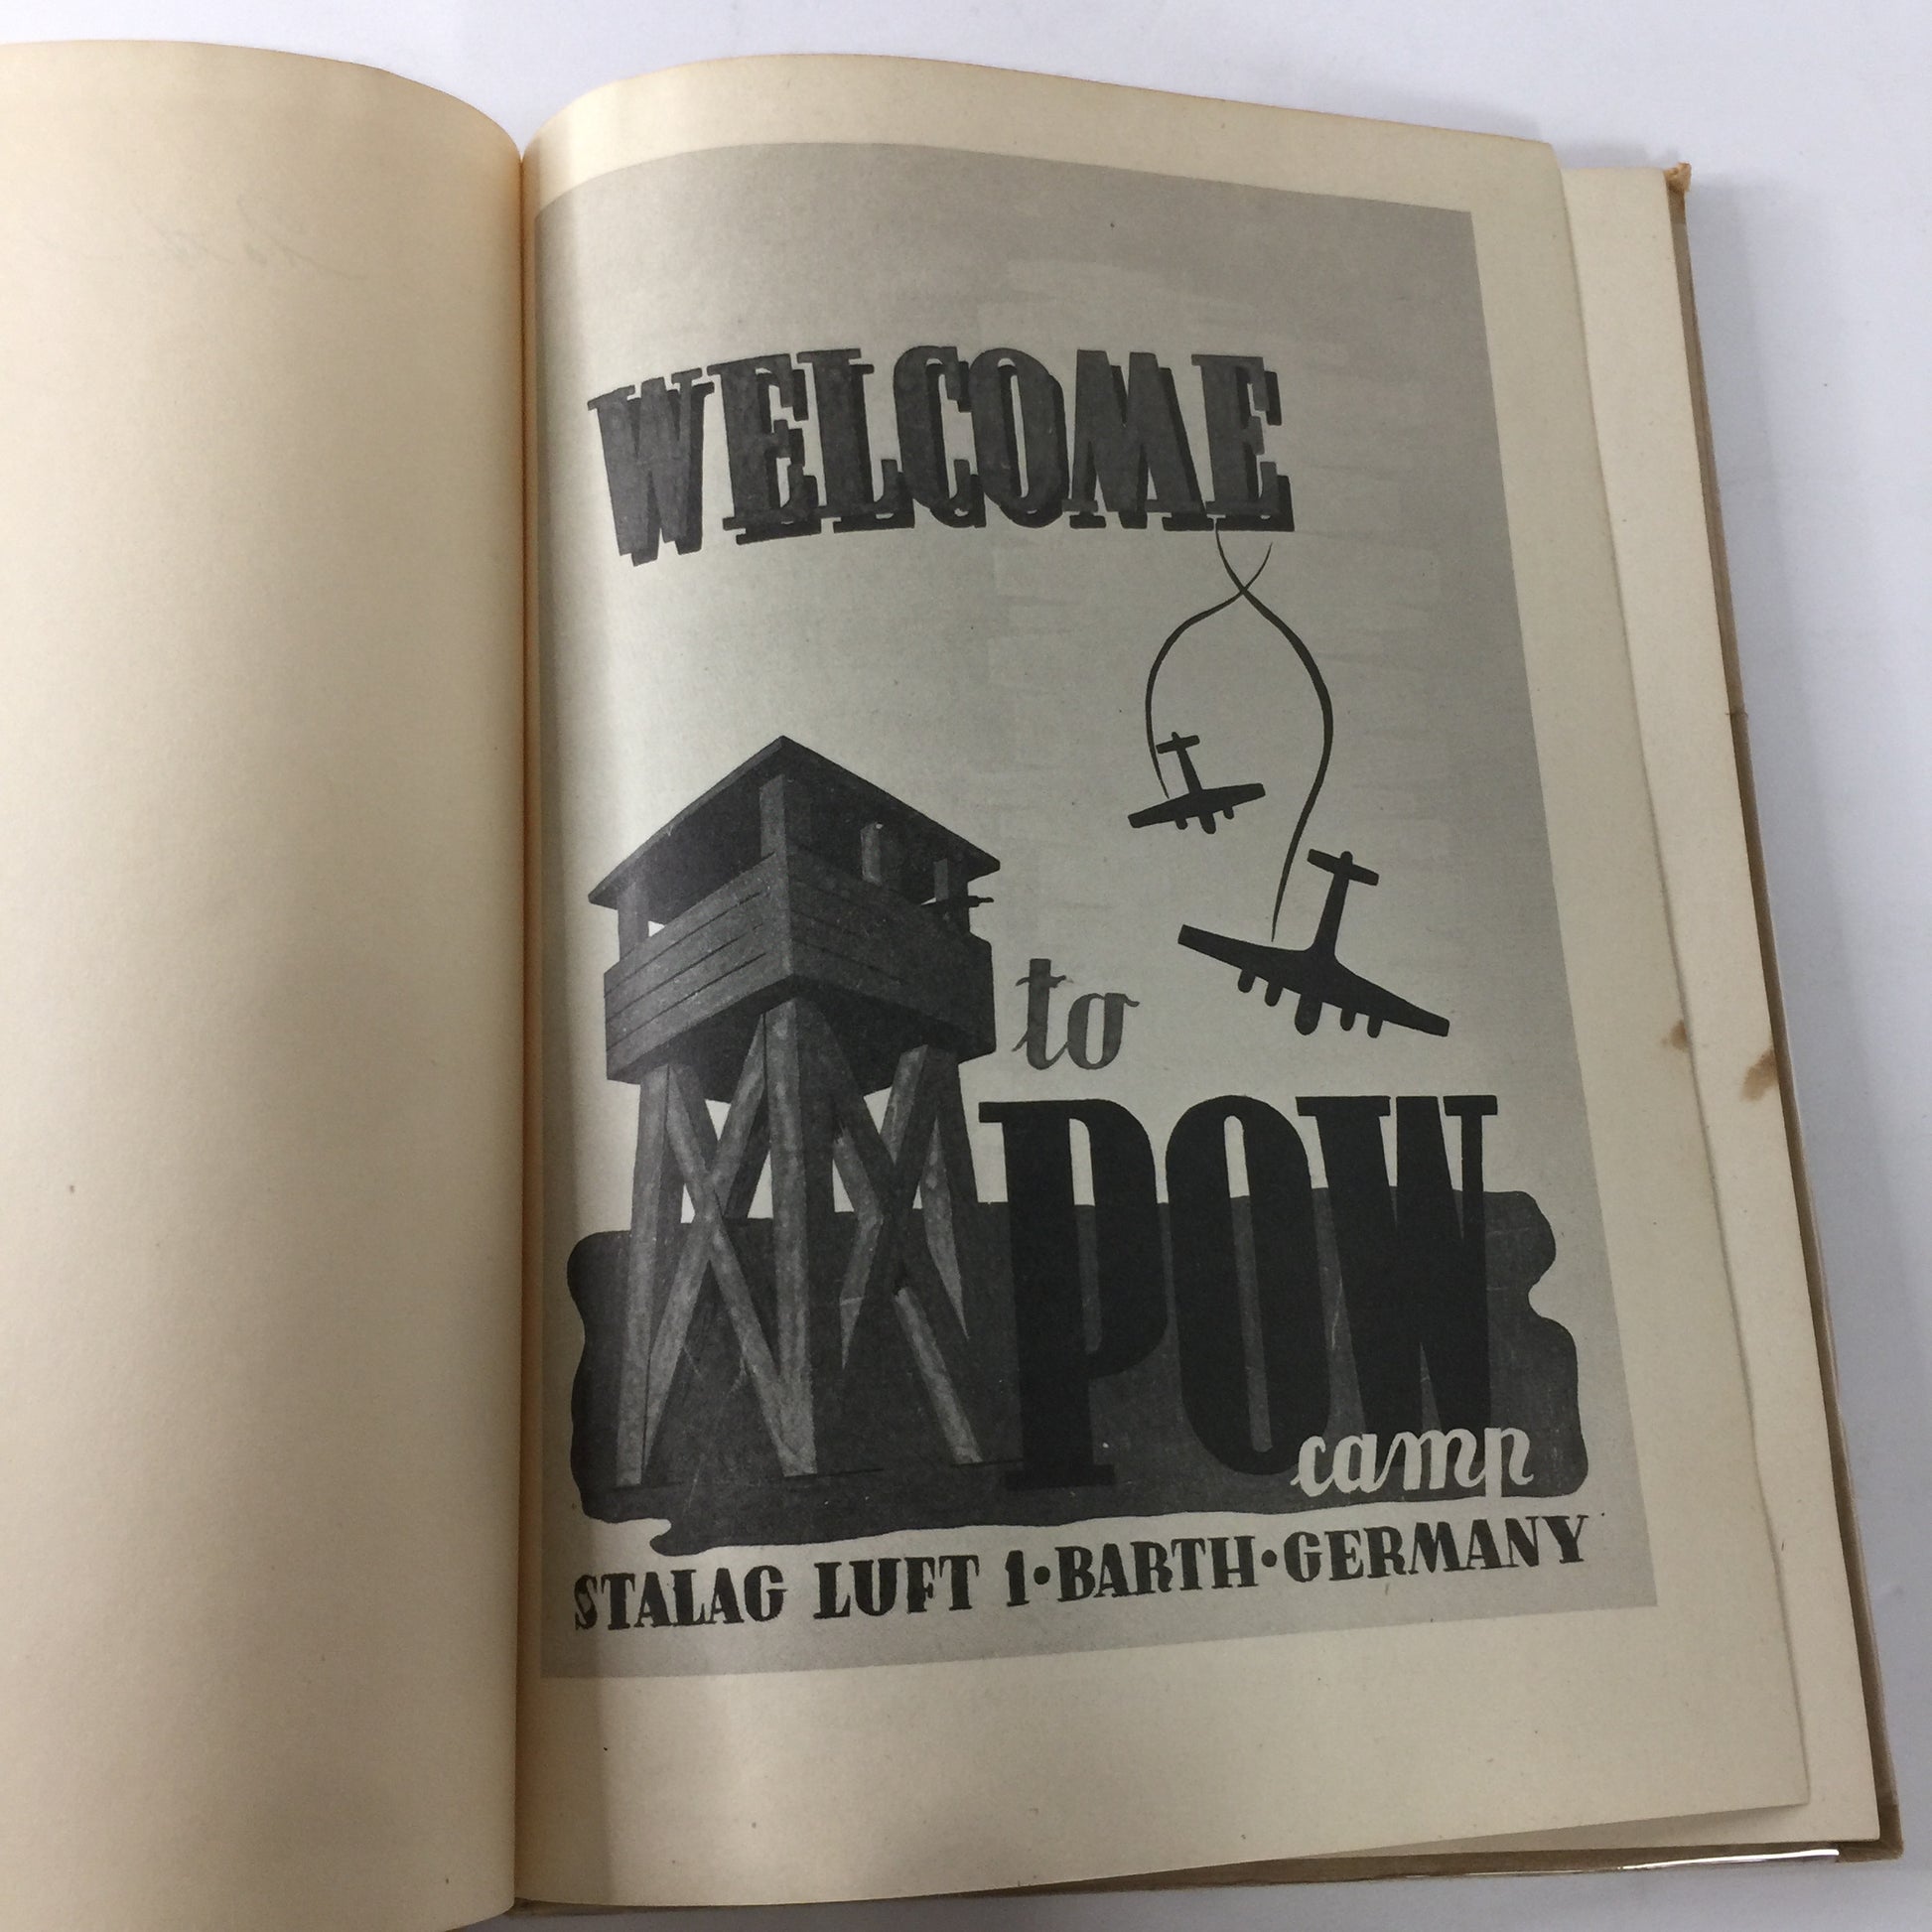 WELCOME
to
POW
camp
STALAG LUFT 1•BARTH•GERMANY